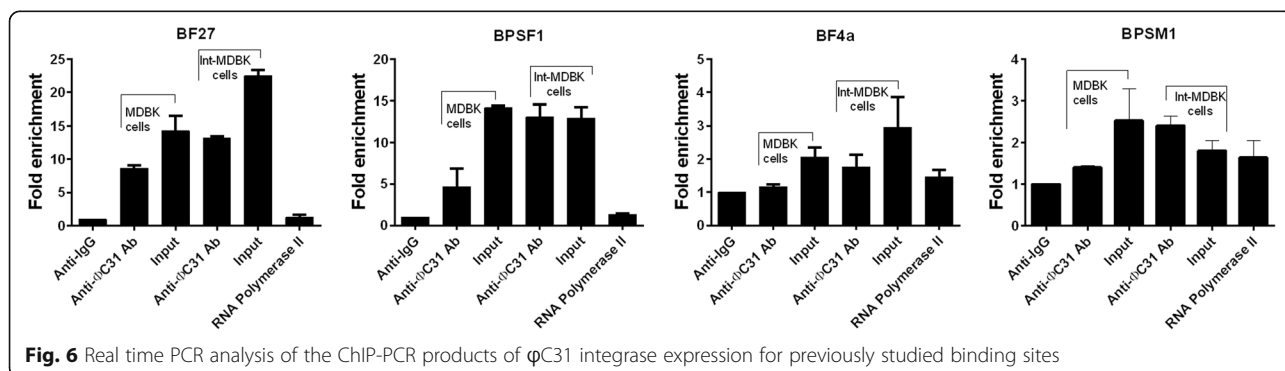 BF27
Fold enrichment
25
20
15
10
5
0
MDBK
cells
Int-MDBK
cells
Anti-IgG
Anti-ΦC31 Ab
Input
Anti-ΦC31 Ab
Input
RNA Polymerase II
BPSF1
Fold enrichment
20
15
10
5
0
MDBK
cells
Int-MDBK
cells
Anti-IgG
Anti-ΦC31 Ab
Input
Anti-ΦC31 Ab
Input
RNA Polymerase II
BF4a
Fold enrichment
5
4
3
2
1
0
MDBK
cells
Int-MDBK
cells
Anti-IgG
Anti-ΦC31 Ab
Input
Anti-ΦC31 Ab
Input
RNA Polymerase II
BPSM1
Fold enrichment
4
3
2
1
0
MDBK
cells
Int-MDBK
cells
Anti-IgG
Anti-ΦC31 Ab
Input
Anti-ΦC31 Ab
Input
RNA Polymerase II
Fig. 6 Real time PCR analysis of the ChIP-PCR products of φC31 integrase expression for previously studied binding sites